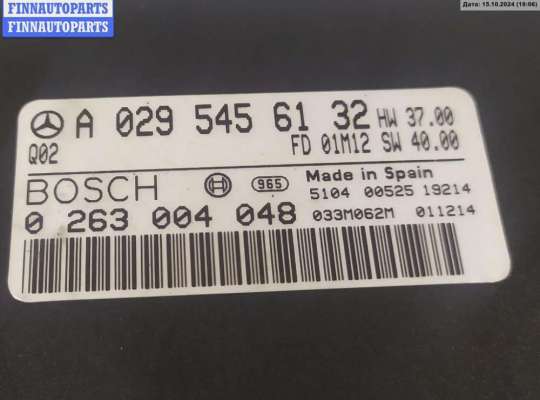 FINNAUTOPARTS
FINNAUTOPARTS
Дата: 15.10.2024 (18:06)
A 029 545 61 32 HW 37.00
Q02 FD 01M12 SW 40.00
BOSCH 965 Made in Spain
5104 00525 19214
0 263 004 048 033M062M 011214